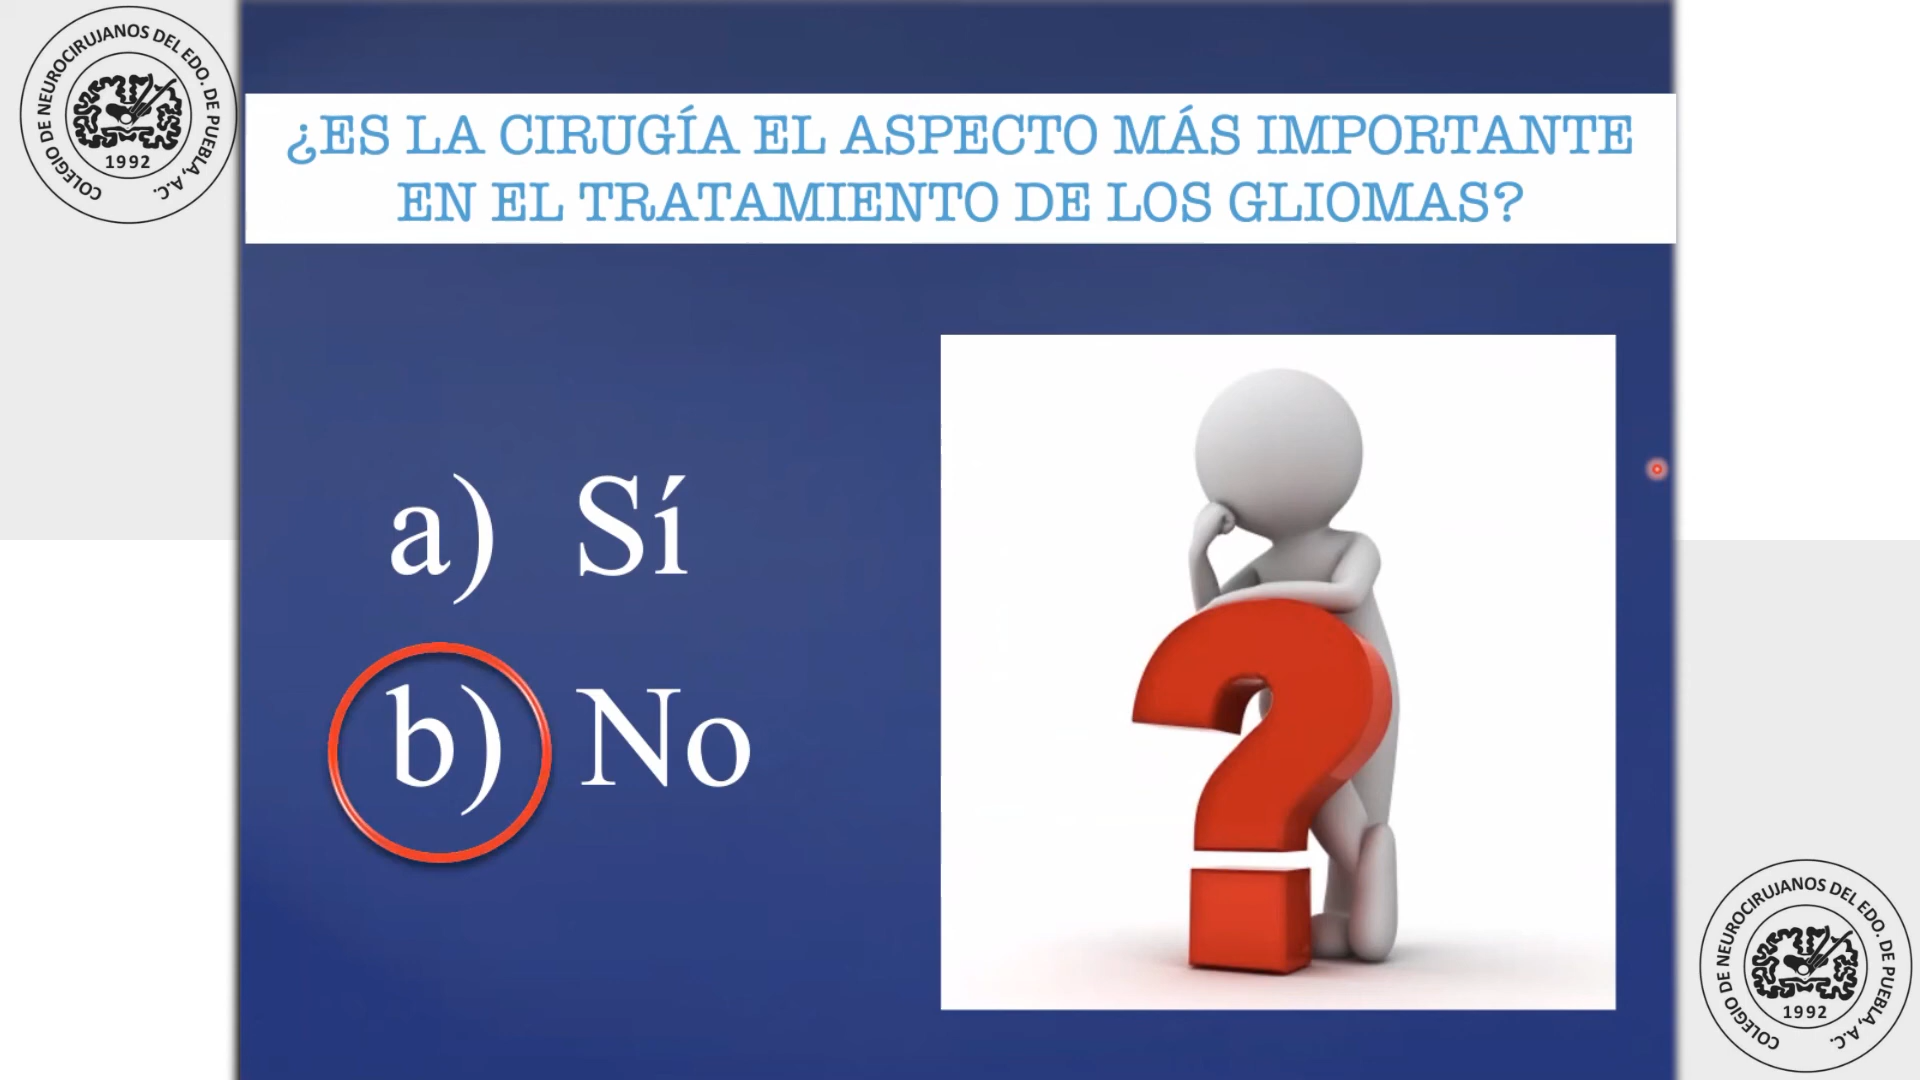 COLEGIO DE NEUROCIRUJANOS DEL EDO. DE PUEBLA, A.C.
1992
¿ES LA CIRUGÍA EL ASPECTO MÁS IMPORTANTE
EN EL TRATAMIENTO DE LOS GLIOMAS?
a) Sí
b) No
COLEGIO DE NEUROCIRUJANOS DEL EDO. DE PUEBLA, A.C.
1992